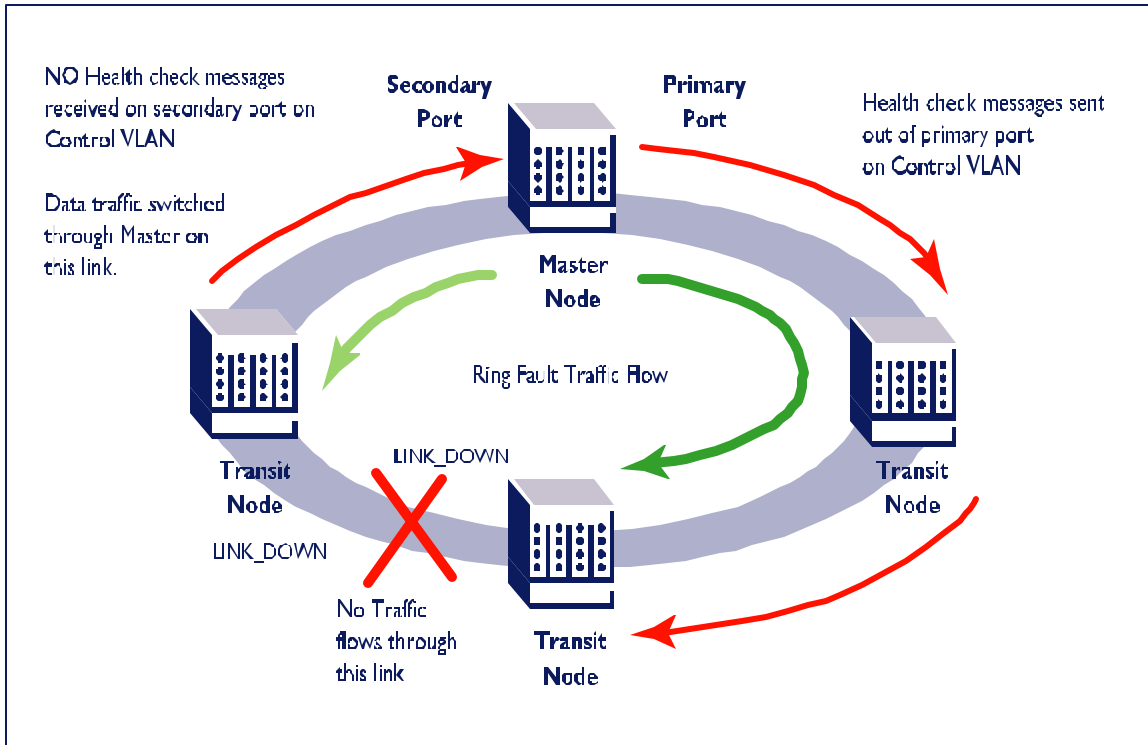 NO Health check messages
received on secondary port on
Control VLAN
Data traffic switched
through Master on
this link.
Secondary
Port
Primary
Port
Health check messages sent
out of primary port
on Control VLAN
Master
Node
Ring Fault Traffic Flow
Transit
Node
LINK_DOWN
LINK_DOWN
No Traffic
flows through
this link
Transit
Node
Transit
Node